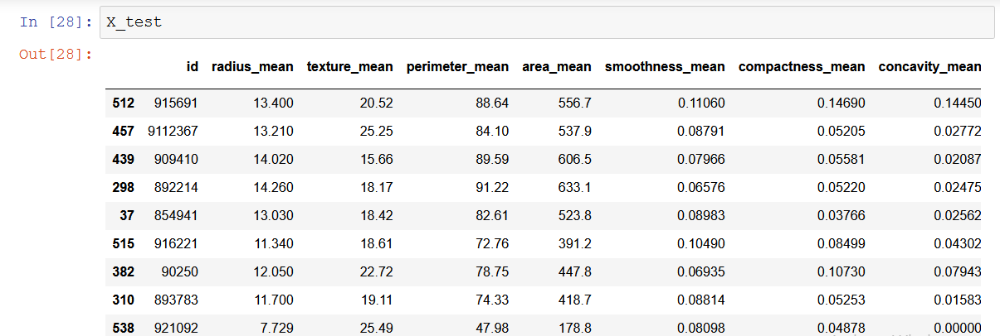 In [28]: X_test
Out[28]:
id radius_mean texture_mean perimeter_mean area_mean smoothness_mean compactness_mean concavity_mean
512 915691 13.400 20.52 88.64 556.7 0.11060 0.14690 0.14450
457 9112367 13.210 25.25 84.10 537.9 0.08791 0.05205 0.02772
439 909410 14.020 15.66 89.59 606.5 0.07966 0.05581 0.02087
298 892214 14.260 18.17 91.22 633.1 0.06576 0.05220 0.02475
37 854941 13.030 18.42 82.61 523.8 0.08983 0.03766 0.02562
515 916221 11.340 18.61 72.76 391.2 0.10490 0.08499 0.04302
382 90250 12.050 22.72 78.75 447.8 0.06935 0.10730 0.07943
310 893783 11.700 19.11 74.33 418.7 0.08814 0.05253 0.01583
538 921092 7.729 25.49 47.98 178.8 0.08098 0.04878 0.00000